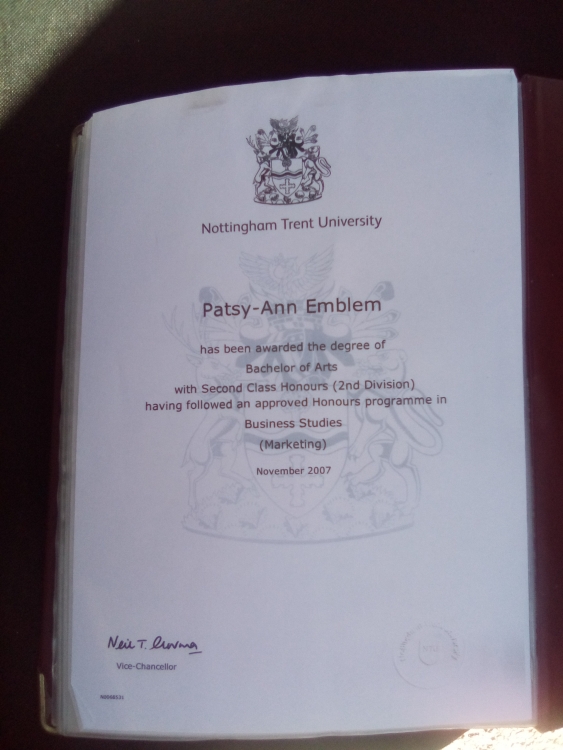 Nottingham Trent University
Patsy-Ann Emblem
has been awarded the degree of
Bachelor of Arts
with Second Class Honours (2nd Division)
having followed an approved Honours programme in
Business Studies
(Marketing)
November 2007
Neil T.
Vice-Chancellor